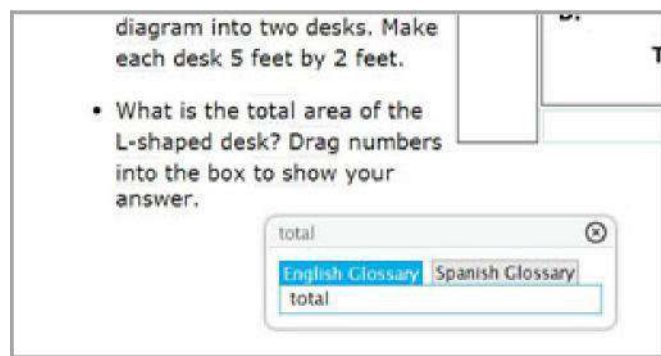 diagram into two desks. Make
each desk 5 feet by 2 feet.
• What is the total area of the
L-shaped desk? Drag numbers
into the box to show your
answer.
total
English Glossary Spanish Glossary
total